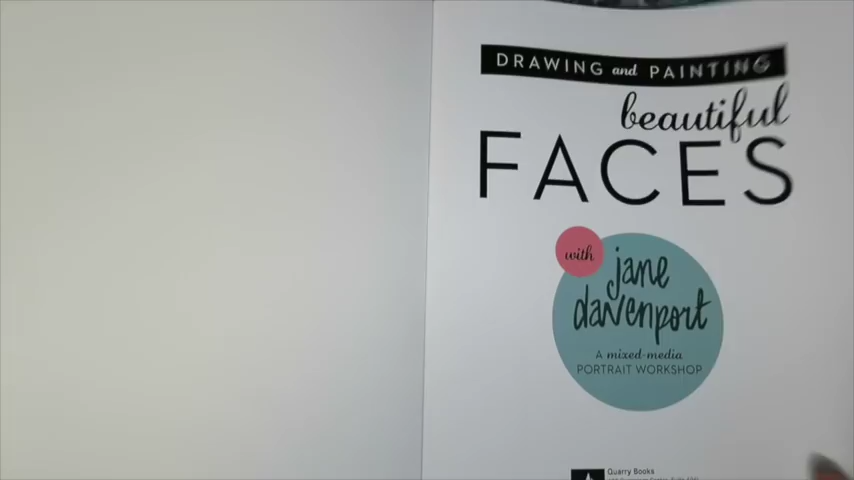 DRAWING and PAINTING
beautiful
FACES
with
jane
davenport
A mixed-media
PORTRAIT WORKSHOP
Quarry Books